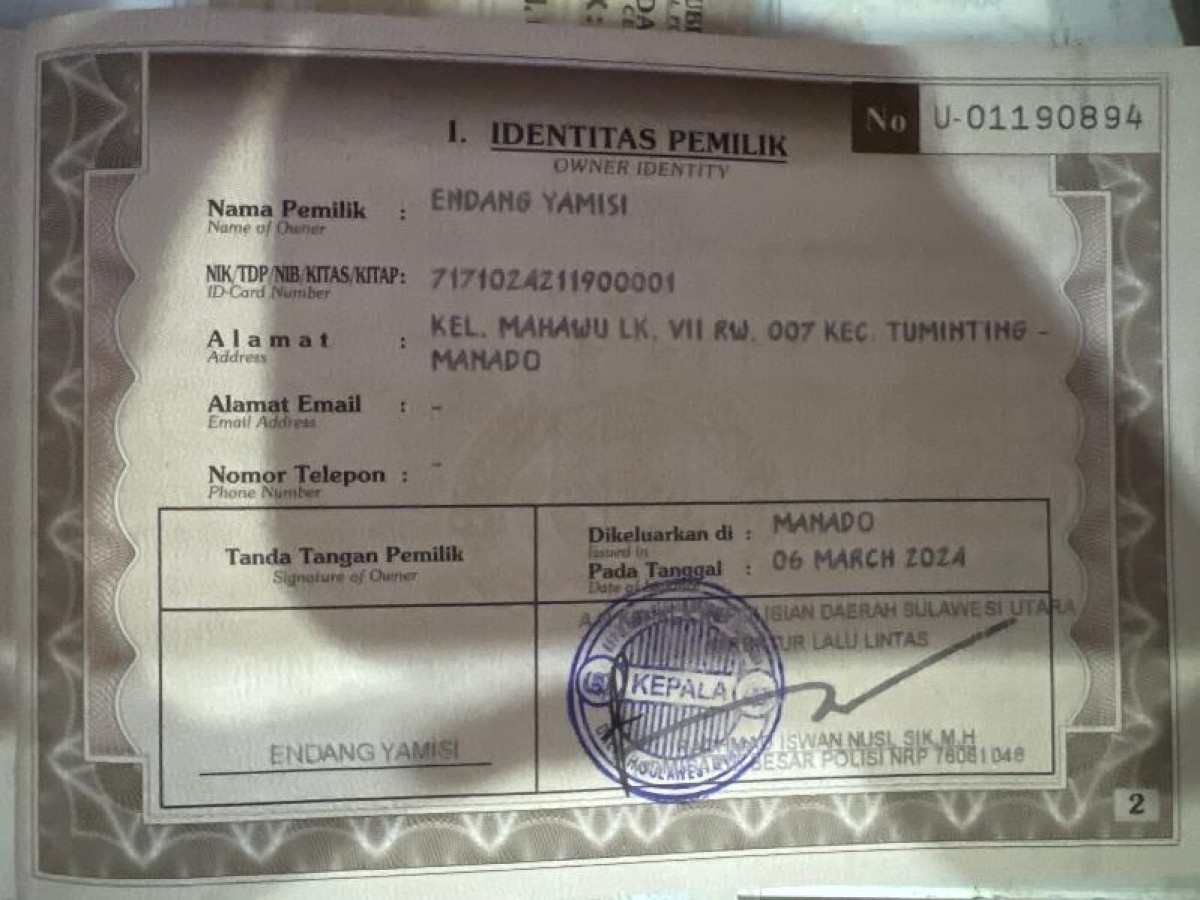 No U-01190894
I. IDENTITAS PEMILIK
OWNER IDENTITY
Nama Pemilik : ENDANG YAMISI
Name of Owner
NIK/TDP/NIB/KITAS/KITAP: 7171024211900001
ID-Card Number
Alamat : KEL. MAHAWU LK. VII RW. 007 KEC. TUMINTING -
Address MANADO
Alamat Email : -
Email Address
Nomor Telepon : -
Phone Number
Tanda Tangan Pemilik
Signature of Owner
Dikeluarkan di : MANADO
Issued in
Pada Tanggal : 06 MARCH 2024
Date of
DAERAH SULAWESI UTARA
LALU LINTAS
KEPALA
ENDANG YAMISI
ISWAN NUSI, SIK,M.H
BESAR POLISI NRP 78061048
2